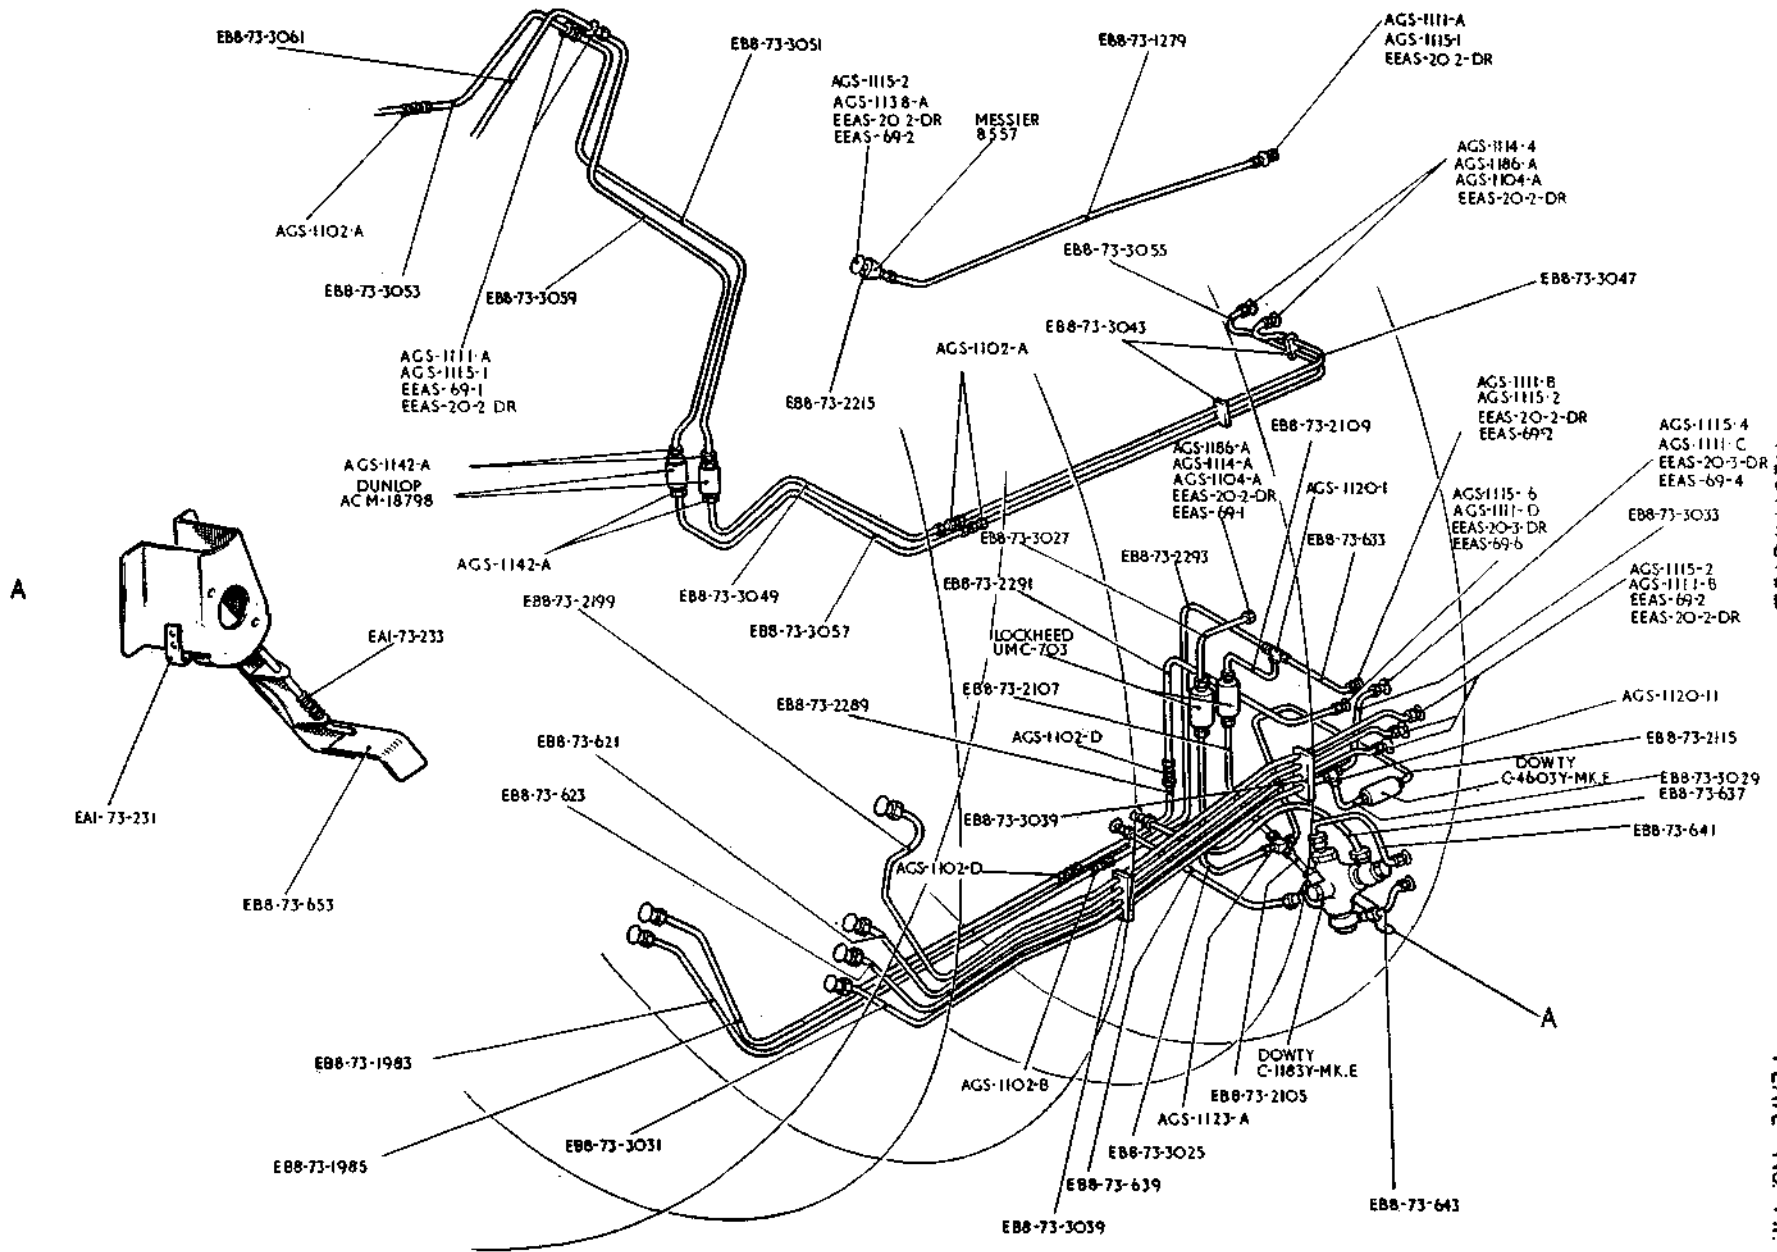 EB8-73-3061
EB8-73-3051
EB8-73-1279
AGS-1111-A
AGS-1115-1
EEAS-20 2-DR
AGS-1115-2
AGS-1138-A
EEAS-20 2-DR
EEAS-69-2
MESSIER
8557
AGS-1114-4
AGS-1186-A
AGS-1104-A
EEAS-20-2-DR
AGS-1102-A
EB8-73-3055
EB8-73-3047
EB8-73-3053
EB8-73-3059
EB8-73-3043
AGS-1111-A
AGS-1115-1
EEAS-69-1
EEAS-20-2 DR
AGS-1102-A
EB8-73-2215
AGS-1111-B
AGS-1115-2
EEAS-20-2-DR
EEAS-69-2
EB8-73-2109
AGS-1115-4
AGS-1111-C
EEAS-20-3-DR
EEAS-69-4
AGS-1142-A
DUNLOP
ACM-18798
AGS-1186-A
AGS-1114-A
AGS-1104-A
EEAS-20-2-DR
EEAS-69-1
AGS-1120-1
AGS-1115-6
AGS-1111-D
EEAS-20-3-DR
EEAS-69-6
EB8-73-3033
AGS-1142-A
EB8-73-3027
EB8-73-633
EB8-73-2293
AGS-1115-2
AGS-1111-B
EEAS-69-2
EEAS-20-2-DR
A
EB8-73-2199
EB8-73-3049
EB8-73-2291
EB8-73-3057
LOCKHEED
UMC-703
EA1-73-233
EB8-73-2107
AGS-1120-11
EB8-73-2289
AGS-1102-D
EB8-73-621
EB8-73-2115
DOWTY
C-4603Y-MK.E
EB8-73-3029
EB8-73-623
EB8-73-637
EA1-73-231
EB8-73-3039
EB8-73-641
AGS-1102-D
EB8-73-653
A
EB8-73-1983
DOWTY
C-1183Y-MK.E
AGS-1102-B
EB8-73-2105
AGS-1123-A
EB8-73-3031
EB8-73-3025
EB8-73-1985
EB8-73-639
EB8-73-643
EB8-73-3039